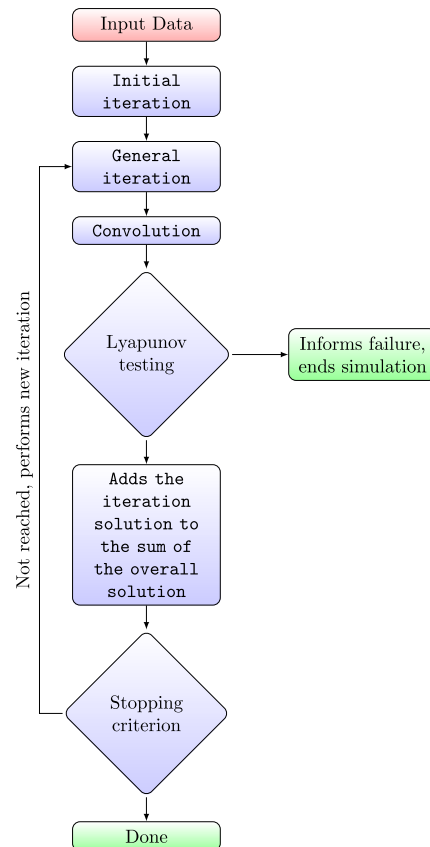 Input Data
Initial
iteration
General
iteration
Convolution
Lyapunov
testing
Informs failure,
ends simulation
Adds the
iteration
solution to
the sum of
the overall
solution
Not reached, performs new iteration
Stopping
criterion
Done